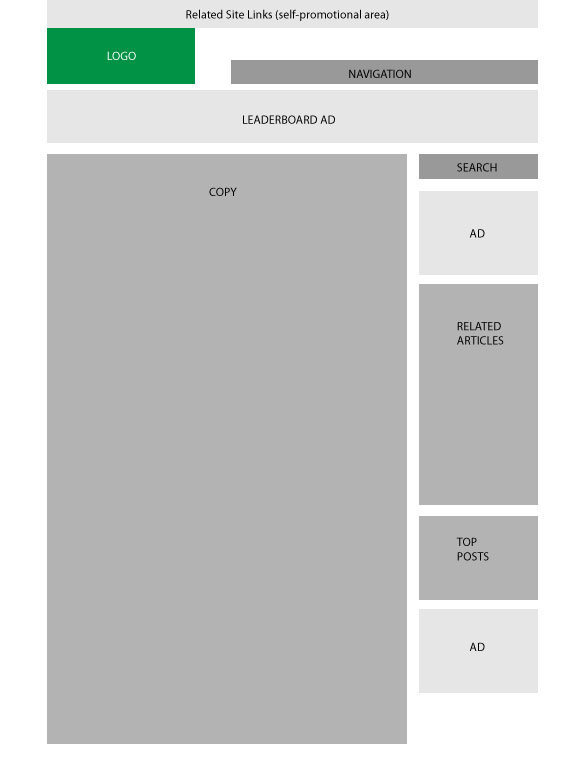 Related Site Links (self-promotional area)
LOGO
NAVIGATION
LEADERBOARD AD
COPY
SEARCH
AD
RELATED
ARTICLES
TOP
POSTS
AD